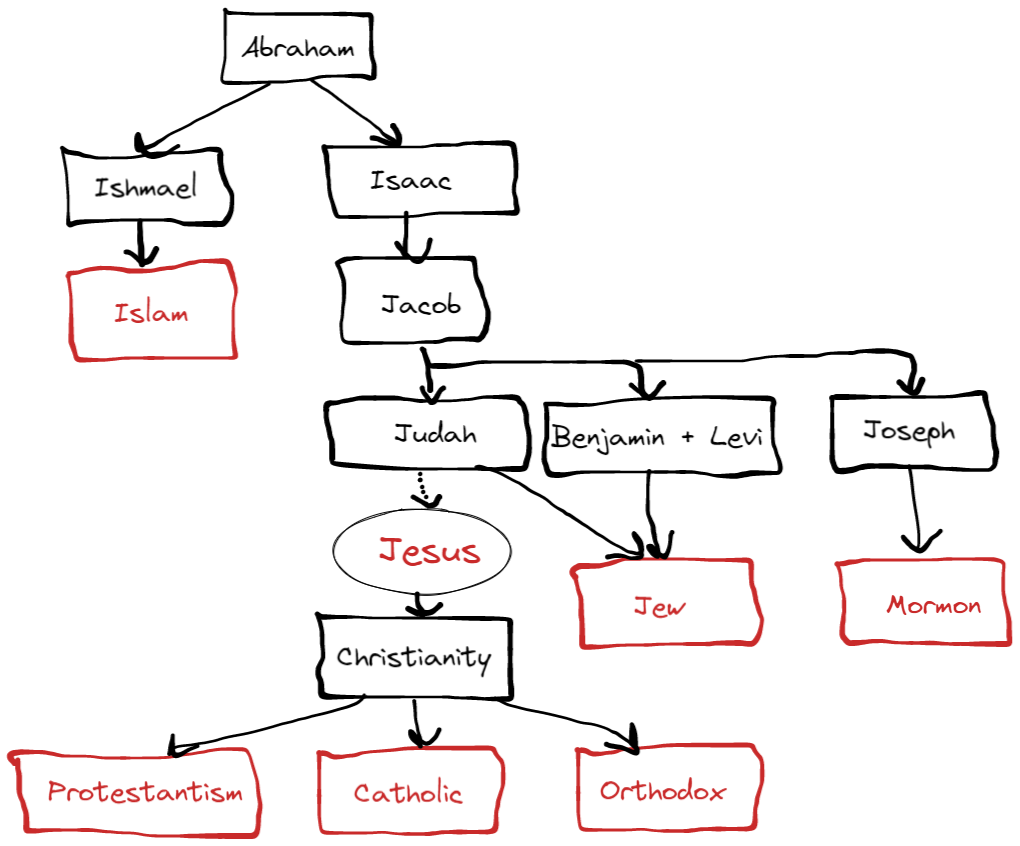 Abraham
Ishmael
Isaac
Islam
Jacob
Judah
Benjamin + Levi
Joseph
Jesus
Jew
Mormon
Christianity
Protestantism
Catholic
Orthodox